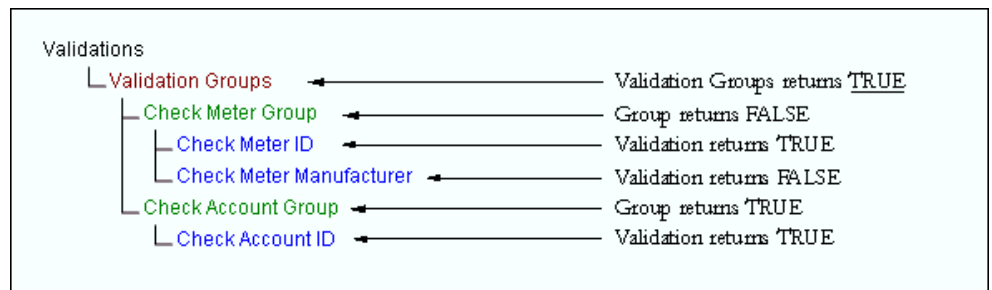 Validations
Validation Groups Validation Groups returns TRUE
Check Meter Group Group returns FALSE
Check Meter ID Validation returns TRUE
Check Meter Manufacturer Validation returns FALSE
Check Account Group Group returns TRUE
Check Account ID Validation returns TRUE